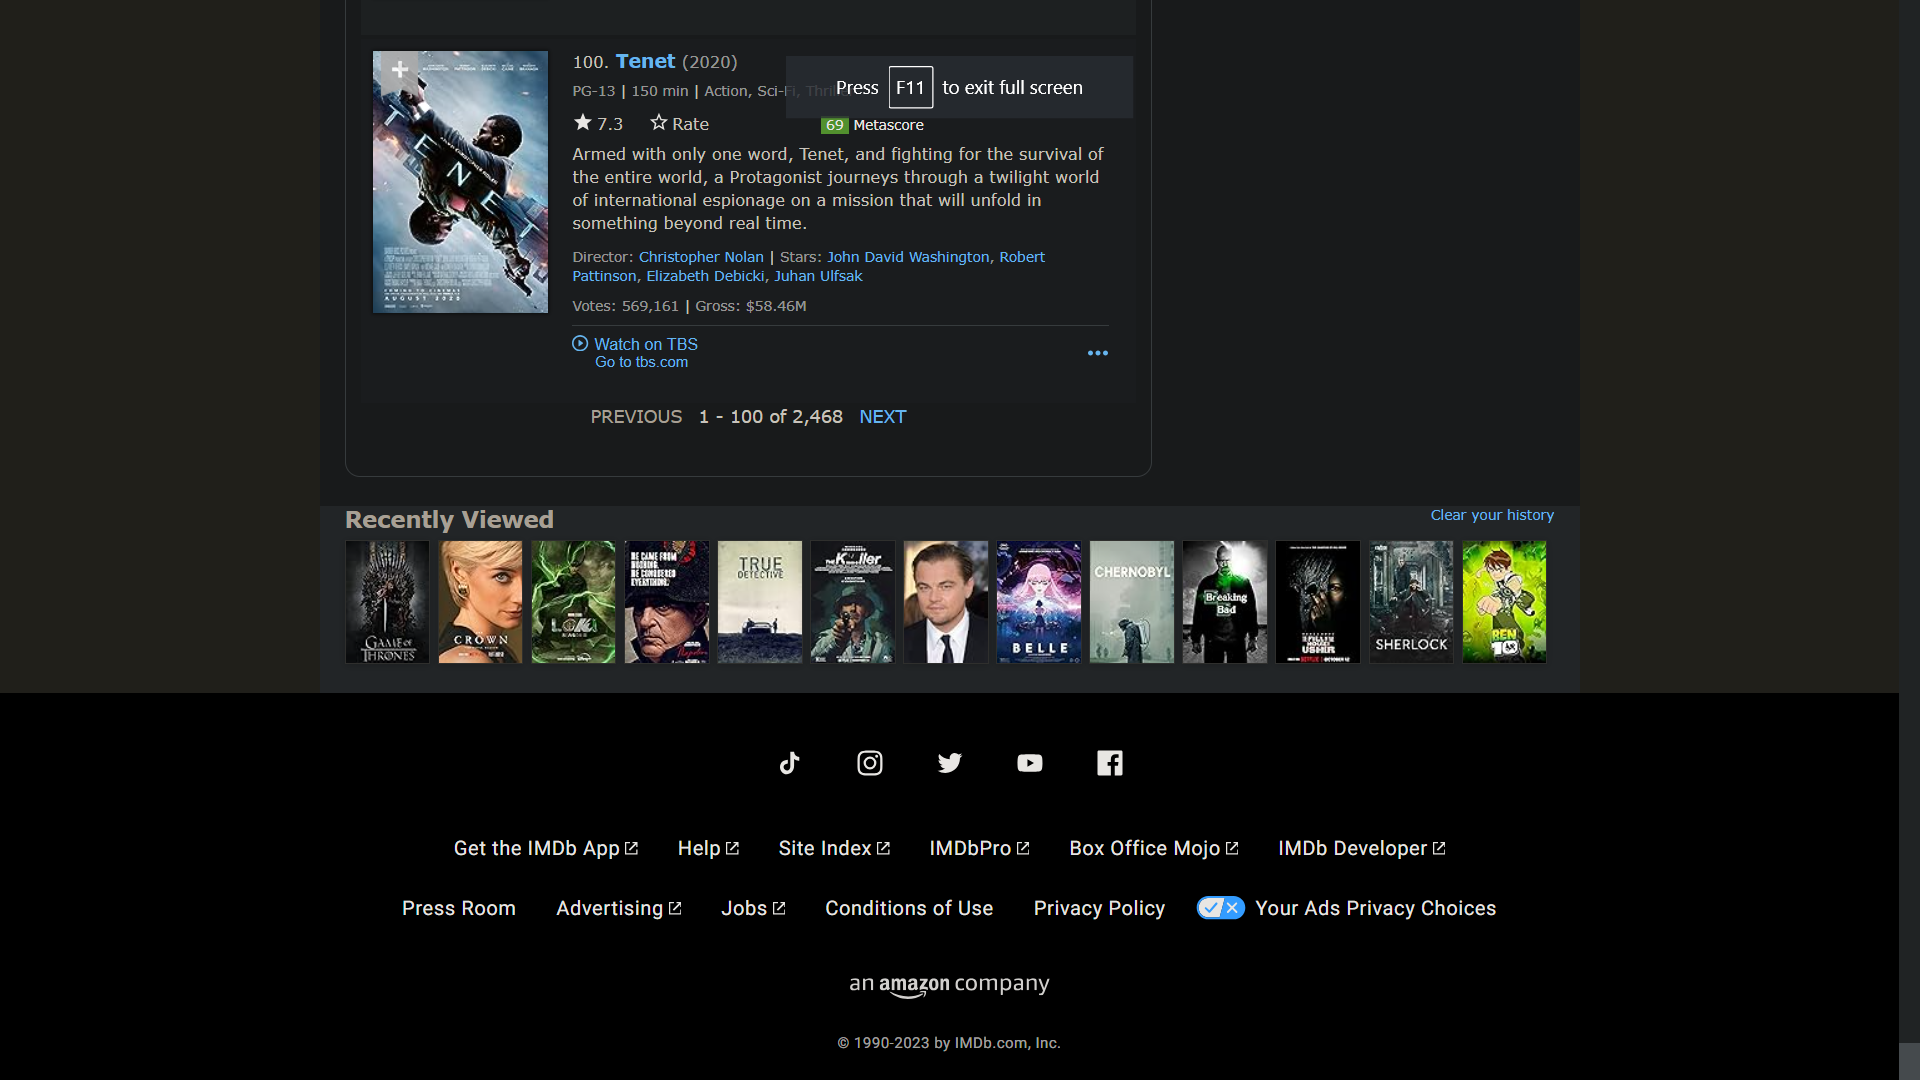 100. Tenet (2020)
Press F11 to exit full screen
PG-13 | 150 min | Action, Sci-Fi, Thri
7.3 Rate 69 Metascore
Armed with only one word, Tenet, and fighting for the survival of
the entire world, a Protagonist journeys through a twilight world
of international espionage on a mission that will unfold in
something beyond real time.
Director: Christopher Nolan | Stars: John David Washington, Robert
Pattinson, Elizabeth Debicki, Juhan Ulfsak
Votes: 569,161 | Gross: $58.46M
Watch on TBS
Go to tbs.com
TENET
COMING TO CINEMAS
AUGUST 2020
PREVIOUS 1 - 100 of 2,468 NEXT
Recently Viewed
Clear your history
GAME OF
THRONES
CROWN
LOKI
HE CAME FROM
NOTHING.
HE CONQUERED
EVERYTHING.
TRUE
DETECTIVE
BELLE
CHERNOBYL
Breaking
Bad
USHER
SHERLOCK
BEN
10
Get the IMDb App
Help
Site Index
IMDbPro
Box Office Mojo
IMDb Developer
Press Room
Advertising
Jobs
Conditions of Use
Privacy Policy
Your Ads Privacy Choices
an amazon company
© 1990-2023 by IMDb.com, Inc.